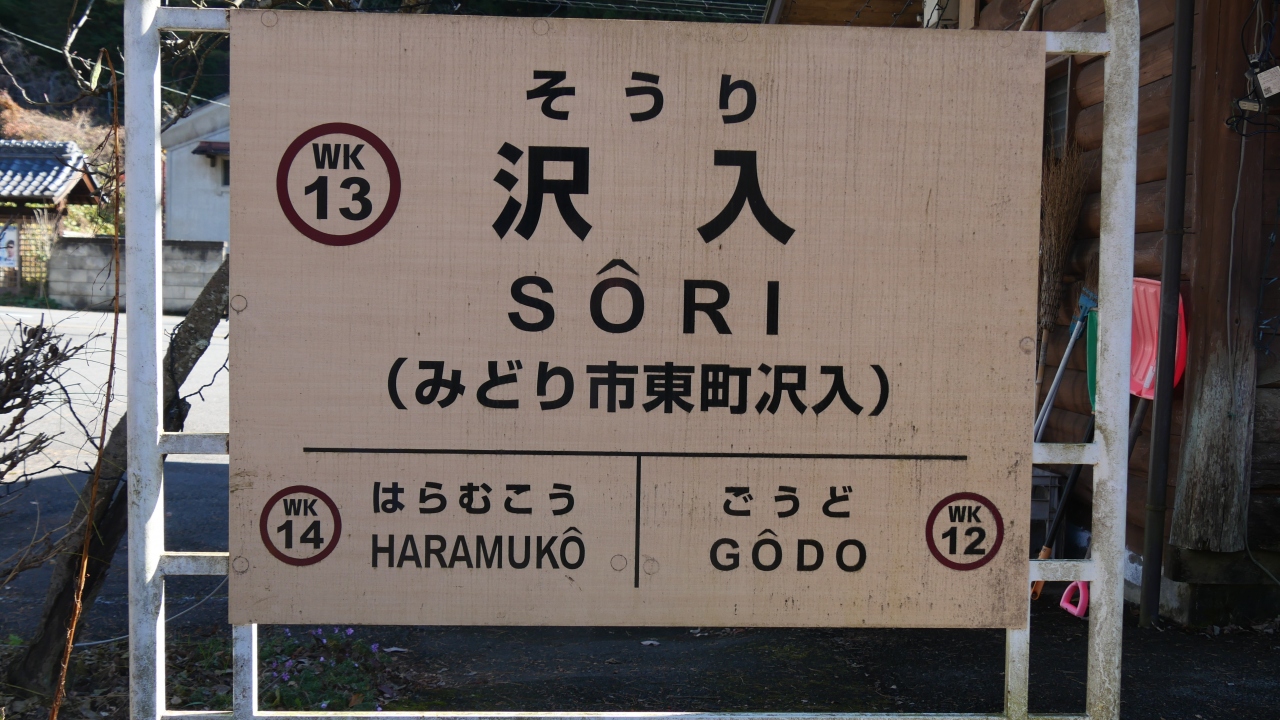 そうり
WK
13
沢入
SÔRI
(みどり市東町沢入)
WK
14
はらむこう
HARAMUKÔ
ごうど
GÔDO
WK
12